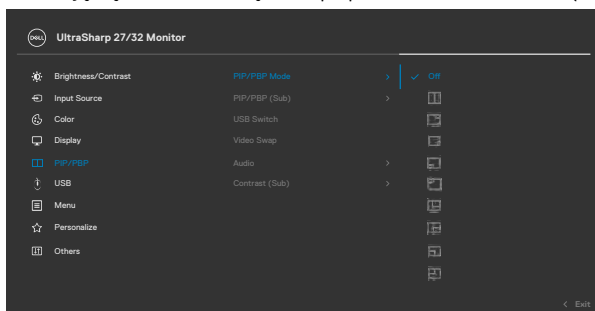 DELL UltraSharp 27/32 Monitor
Brightness/Contrast PIP/PBP Mode Off
Input Source PIP/PBP (Sub)
Color USB Switch
Display Video Swap
PIP/PBP Audio
USB Contrast (Sub)
Menu
Personalize
Others
Exit